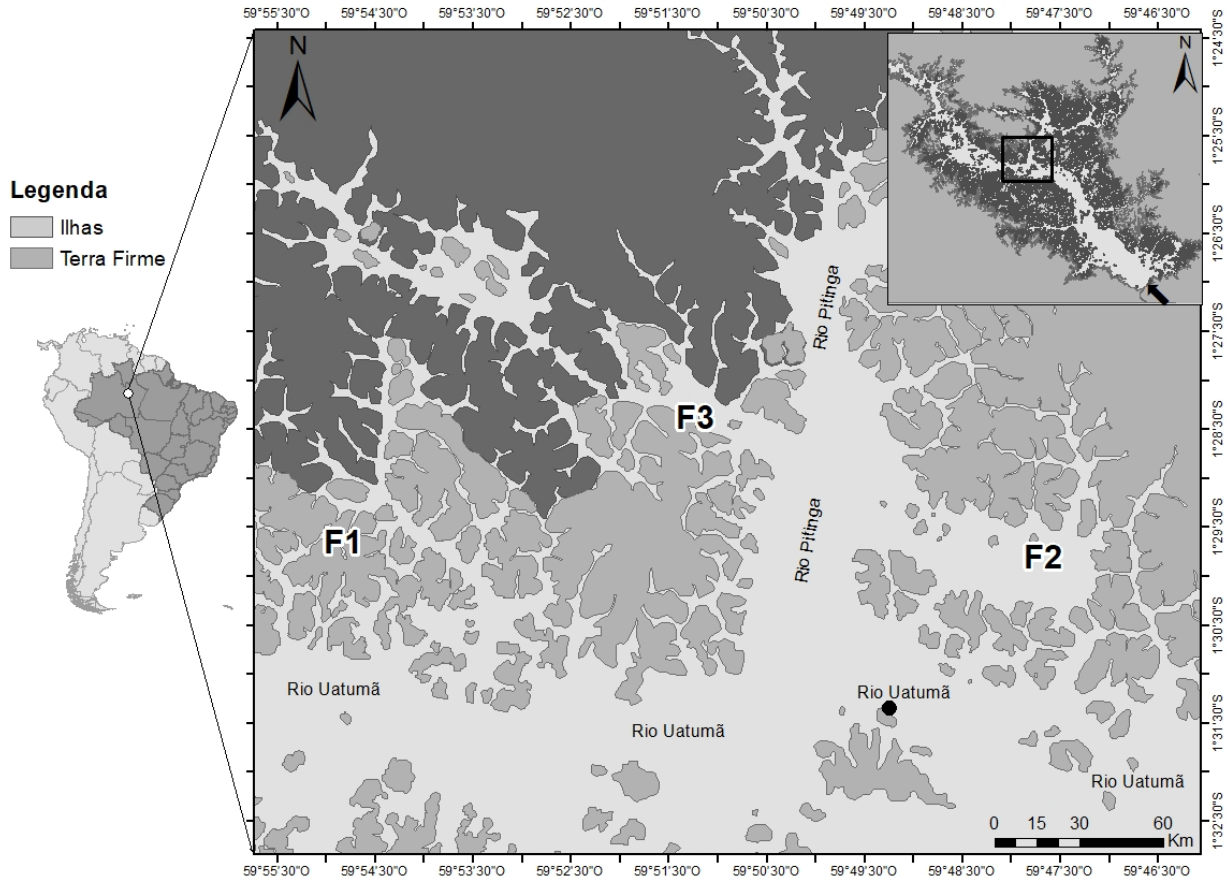 59°55'30"O 59°54'30"O 59°53'30"O 59°52'30"O 59°51'30"O 59°50'30"O 59°49'30"O 59°48'30"O 59°47'30"O 59°46'30"O
N
N
1°24'30"S
1°25'30"S
1°26'30"S
1°27'30"S
1°28'30"S
1°29'30"S
1°30'30"S
1°31'30"S
1°32'30"S
Legenda
Ilhas
Terra Firme
Rio Pitinga
F3
F1
Rio Pitinga
F2
Rio Uatumã
Rio Uatumã
Rio Uatumã
Rio Uatumã
0 15 30 60
Km
59°55'30"O 59°54'30"O 59°53'30"O 59°52'30"O 59°51'30"O 59°50'30"O 59°49'30"O 59°48'30"O 59°47'30"O 59°46'30"O